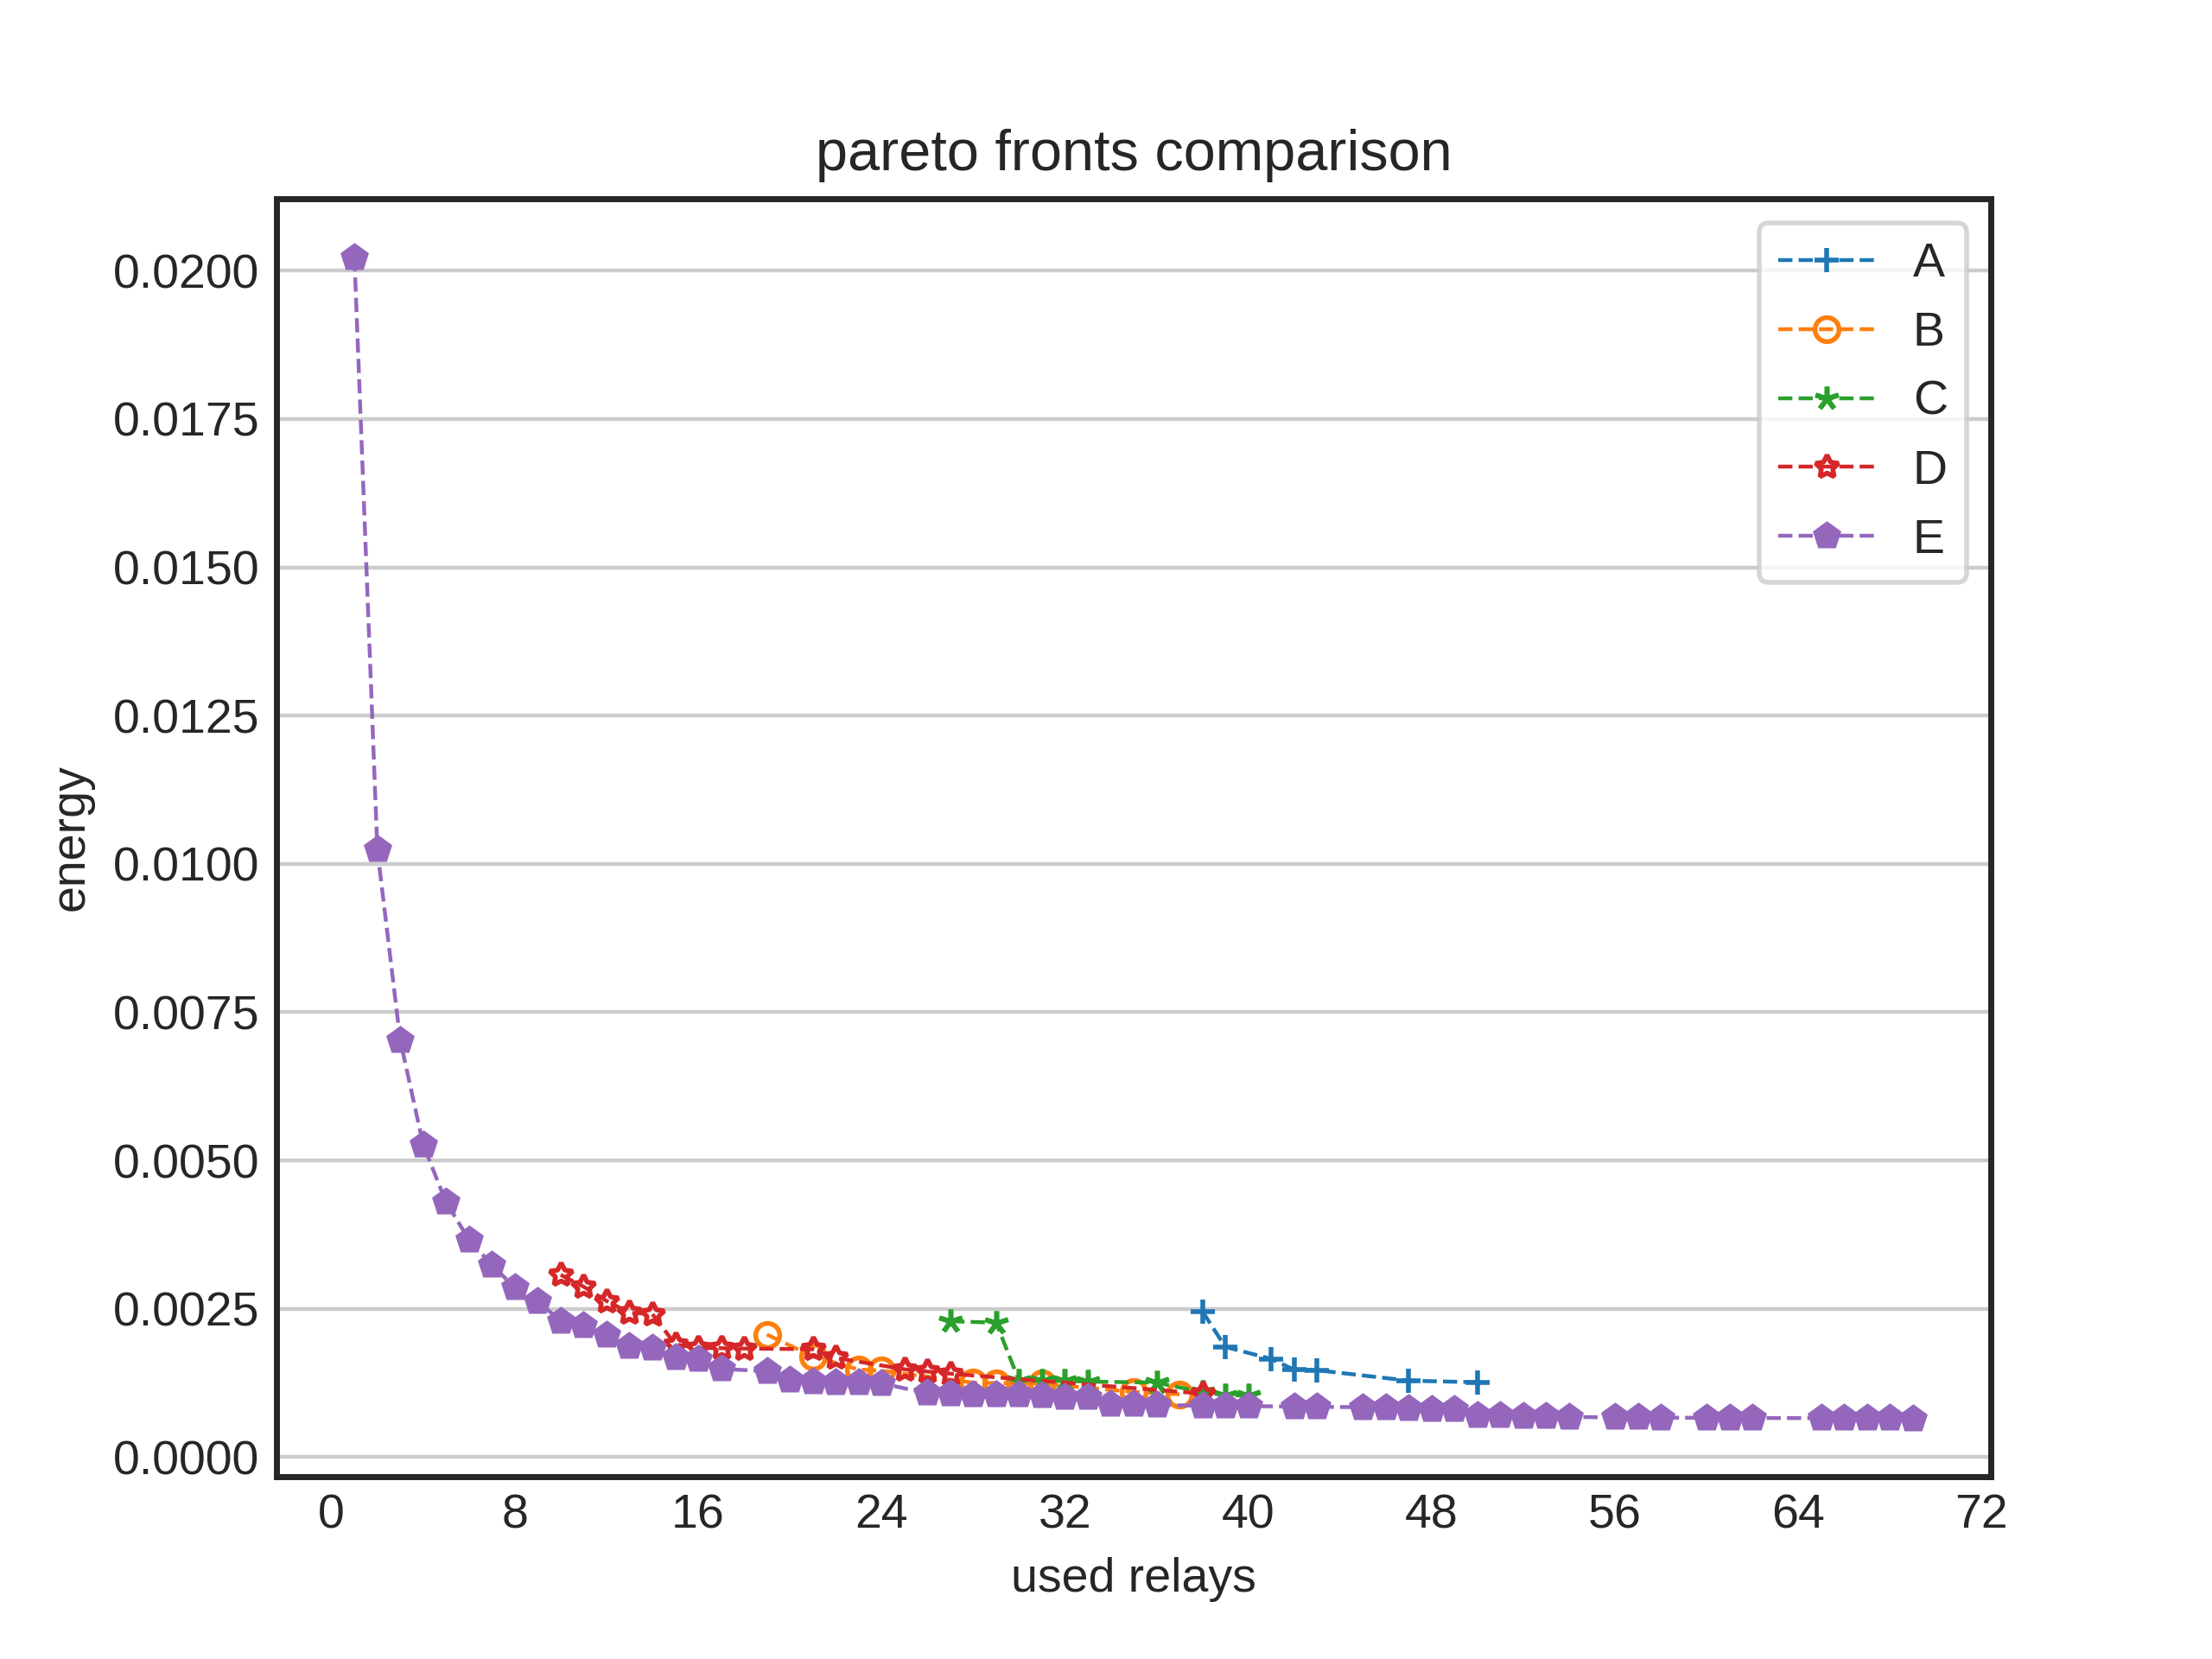 pareto fronts comparison
0.0200
0.0175
0.0150
0.0125
0.0100
0.0075
0.0050
0.0025
0.0000
energy
A
B
C
D
E
0 8 16 24 32 40 48 56 64 72
used relays